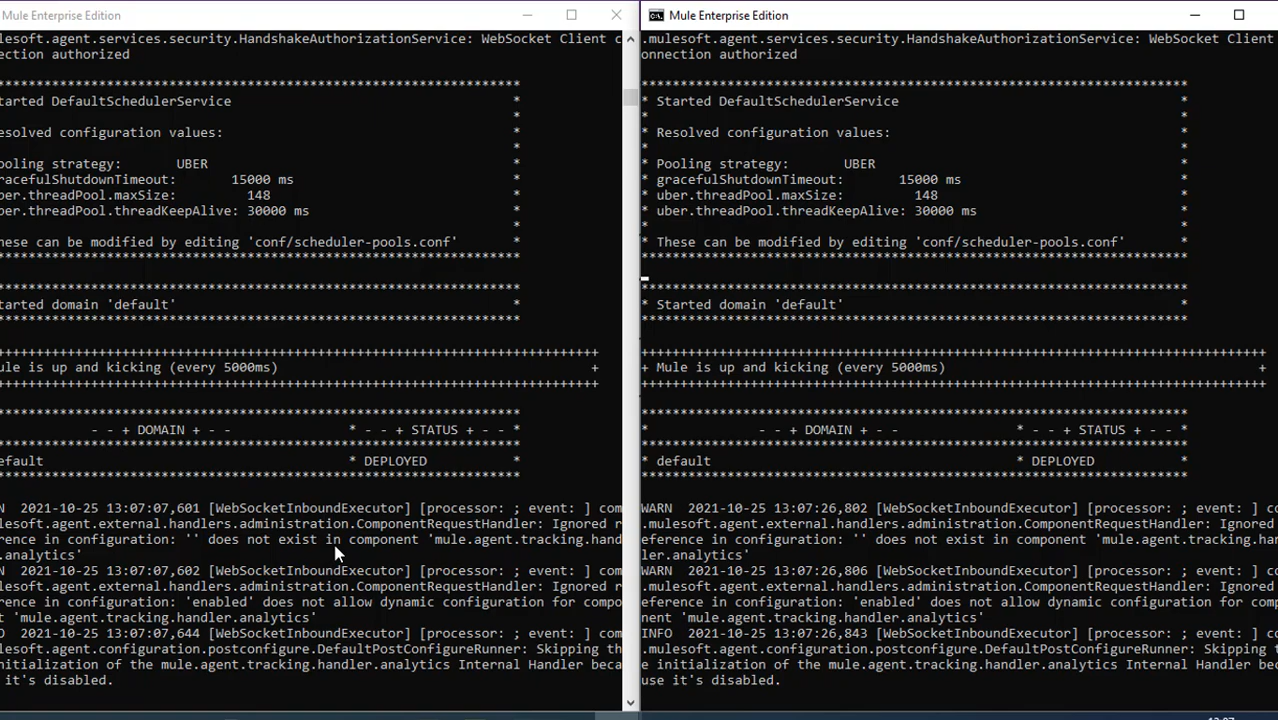 Mule Enterprise Edition
mulesoft.agent.services.security.HandshakeAuthorizationService: WebSocket Client c
ection authorized
******************************************************************
tarted DefaultSchedulerService *
*
esolved configuration values: *
*
ooling strategy: UBER *
racefulShutdownTimeout: 15000 ms *
ber.threadPool.maxSize: 148 *
ber.threadPool.threadKeepAlive: 30000 ms *
*
hese can be modified by editing 'conf/scheduler-pools.conf' *
******************************************************************
******************************************************************
tarted domain 'default' *
******************************************************************
++++++++++++++++++++++++++++++++++++++++++++++++++++++++++++++++++++++++++++
ule is up and kicking (every 5000ms) +
++++++++++++++++++++++++++++++++++++++++++++++++++++++++++++++++++++++++++++
******************************************************************
- - + DOMAIN + - - * - - + STATUS + - - *
******************************************************************
efault * DEPLOYED *
******************************************************************
N 2021-10-25 13:07:07,601 [WebSocketInboundExecutor] [processor: ; event: ] com
lesoft.agent.external.handlers.administration.ComponentRequestHandler: Ignored r
erence in configuration: '' does not exist in component 'mule.agent.tracking.hand
.analytics'
N 2021-10-25 13:07:07,602 [WebSocketInboundExecutor] [processor: ; event: ] com
lesoft.agent.external.handlers.administration.ComponentRequestHandler: Ignored r
erence in configuration: 'enabled' does not allow dynamic configuration for compo
t 'mule.agent.tracking.handler.analytics'
O 2021-10-25 13:07:07,644 [WebSocketInboundExecutor] [processor: ; event: ] com
lesoft.agent.configuration.postconfigure.DefaultPostConfigureRunner: Skipping th
initialization of the mule.agent.tracking.handler.analytics Internal Handler beca
it's disabled.
Mule Enterprise Edition
.mulesoft.agent.services.security.HandshakeAuthorizationService: WebSocket Client
onnection authorized
**********************************************************************
* Started DefaultSchedulerService *
* *
* Resolved configuration values: *
* *
* Pooling strategy: UBER *
* gracefulShutdownTimeout: 15000 ms *
* uber.threadPool.maxSize: 148 *
* uber.threadPool.threadKeepAlive: 30000 ms *
* *
* These can be modified by editing 'conf/scheduler-pools.conf' *
**********************************************************************
**********************************************************************
* Started domain 'default' *
**********************************************************************
++++++++++++++++++++++++++++++++++++++++++++++++++++++++++++++++++++++++++++++++
+ Mule is up and kicking (every 5000ms) +
++++++++++++++++++++++++++++++++++++++++++++++++++++++++++++++++++++++++++++++++
**********************************************************************
* - - + DOMAIN + - - * - - + STATUS + - - *
**********************************************************************
* default * DEPLOYED *
**********************************************************************
WARN 2021-10-25 13:07:26,802 [WebSocketInboundExecutor] [processor: ; event: ] co
.mulesoft.agent.external.handlers.administration.ComponentRequestHandler: Ignored
eference in configuration: '' does not exist in component 'mule.agent.tracking.ha
ler.analytics'
WARN 2021-10-25 13:07:26,806 [WebSocketInboundExecutor] [processor: ; event: ] co
.mulesoft.agent.external.handlers.administration.ComponentRequestHandler: Ignored
eference in configuration: 'enabled' does not allow dynamic configuration for comp
nent 'mule.agent.tracking.handler.analytics'
INFO 2021-10-25 13:07:26,843 [WebSocketInboundExecutor] [processor: ; event: ] co
.mulesoft.agent.configuration.postconfigure.DefaultPostConfigureRunner: Skipping t
e initialization of the mule.agent.tracking.handler.analytics Internal Handler bec
use it's disabled.